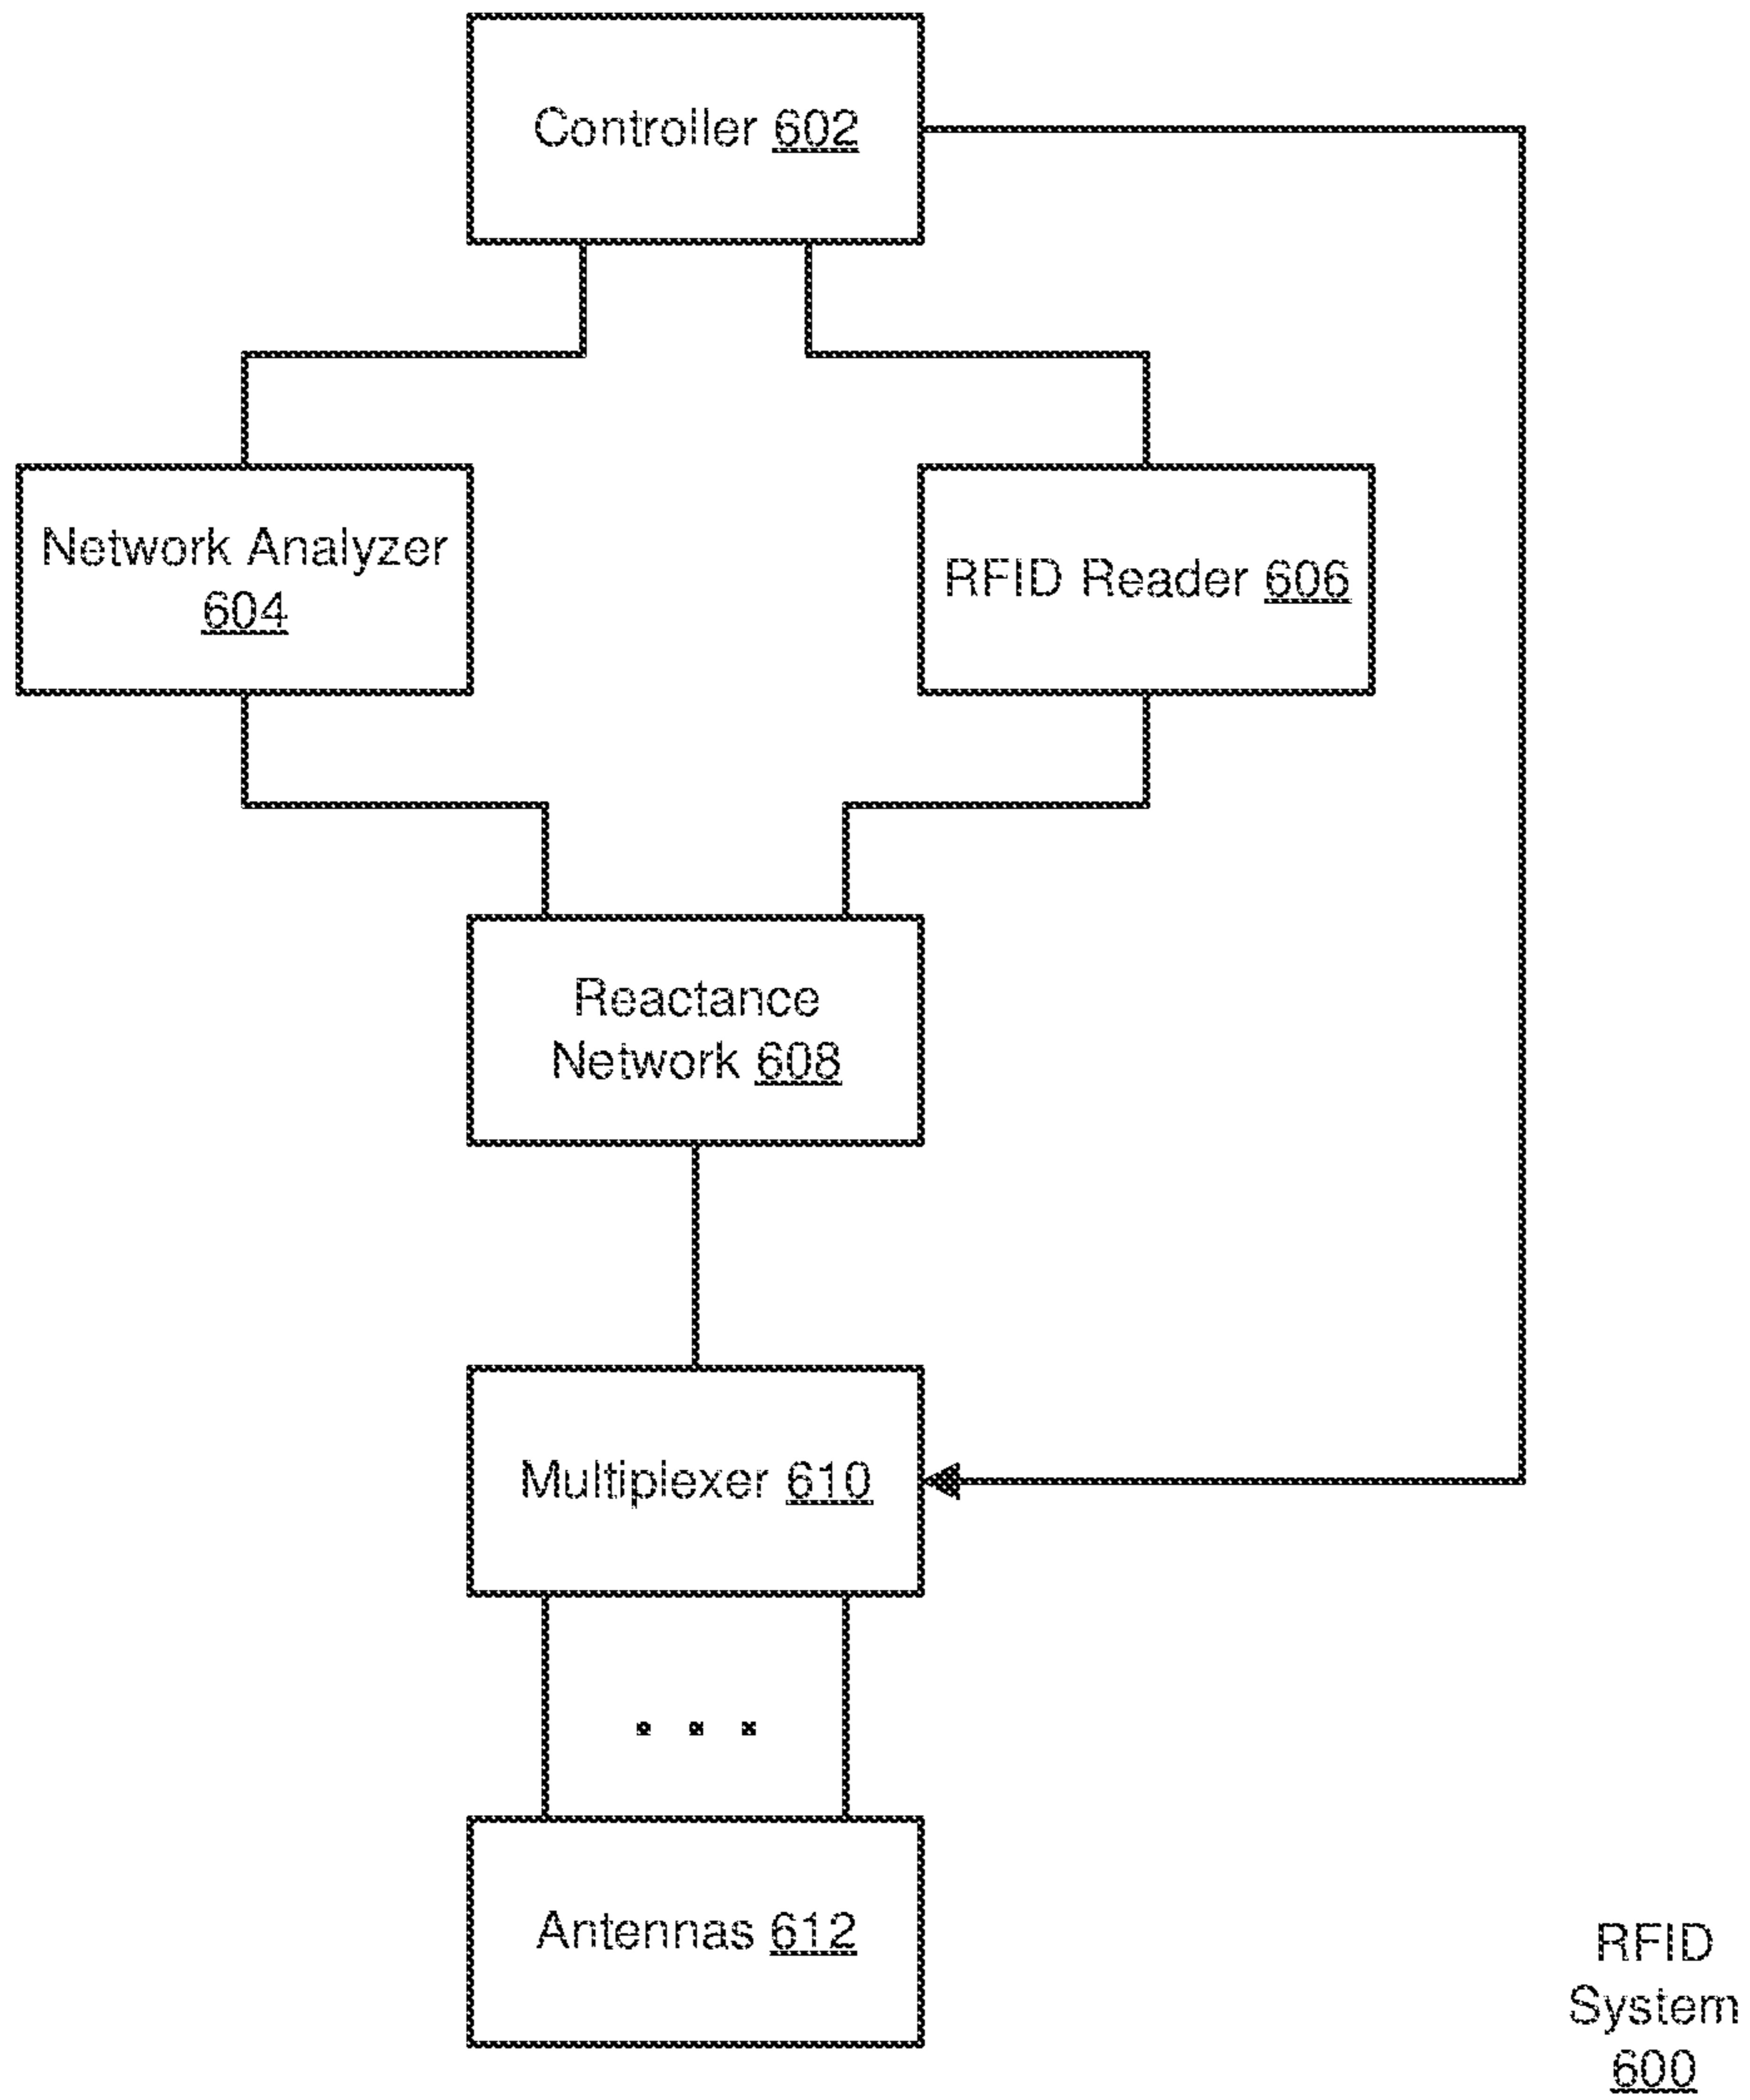 Controller 602
Network Analyzer
604
RFID Reader 606
Reactance
Network 608
Multiplexer 610
Antennas 612
RFID
System
600